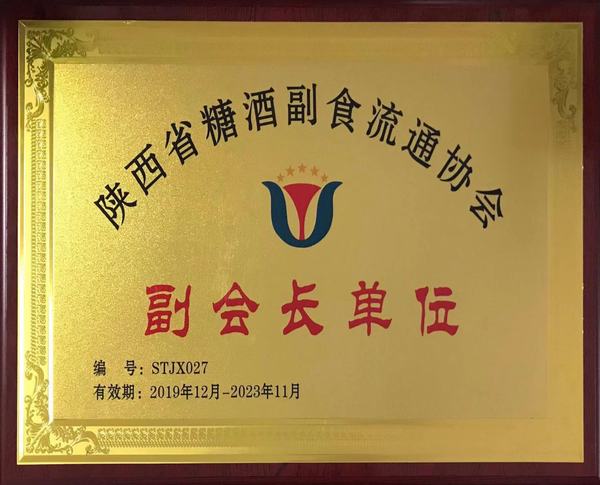 陕西省糖酒副食流通协会
副会长单位
编　号: STJX027
有效期: 2019年12月-2023年11月